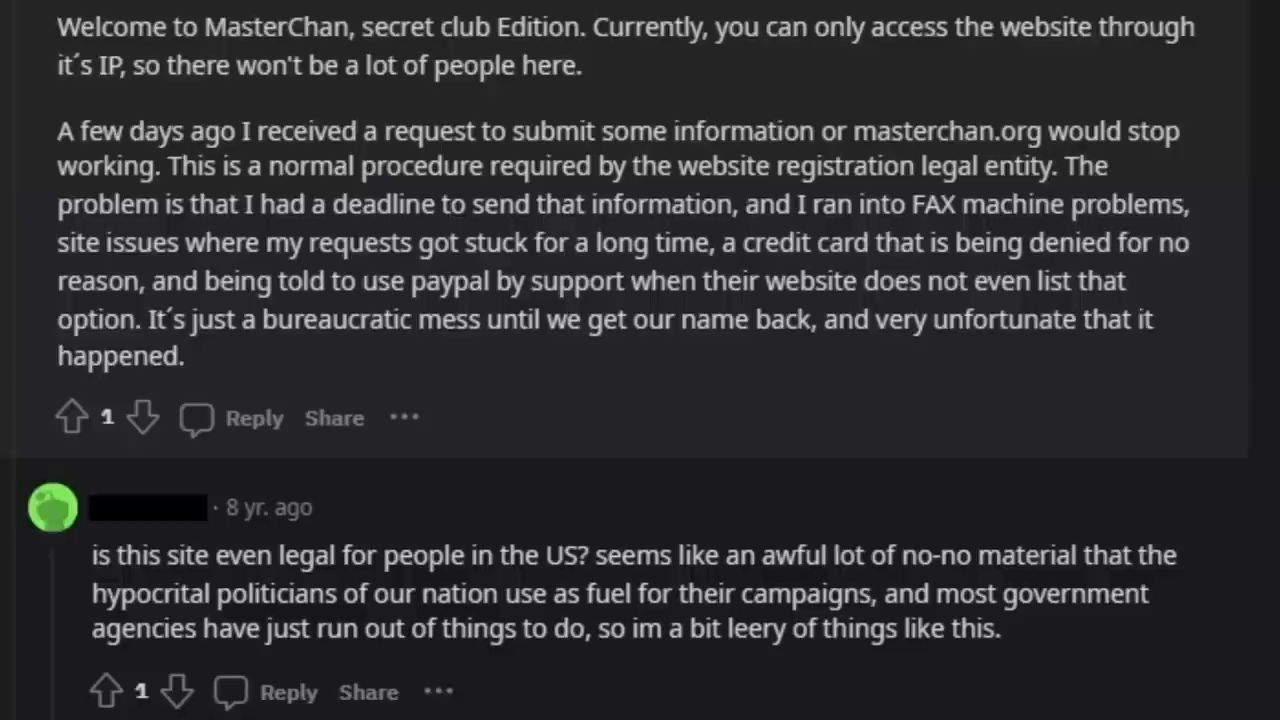 Welcome to MasterChan, secret club Edition. Currently, you can only access the website through
it´s IP, so there won't be a lot of people here.
A few days ago I received a request to submit some information or masterchan.org would stop
working. This is a normal procedure required by the website registration legal entity. The
problem is that I had a deadline to send that information, and I ran into FAX machine problems,
site issues where my requests got stuck for a long time, a credit card that is being denied for no
reason, and being told to use paypal by support when their website does not even list that
option. It´s just a bureaucratic mess until we get our name back, and very unfortunate that it
happened.
1 Reply Share ···
· 8 yr. ago
is this site even legal for people in the US? seems like an awful lot of no-no material that the
hypocrital politicians of our nation use as fuel for their campaigns, and most government
agencies have just run out of things to do, so im a bit leery of things like this.
1 Reply Share ···